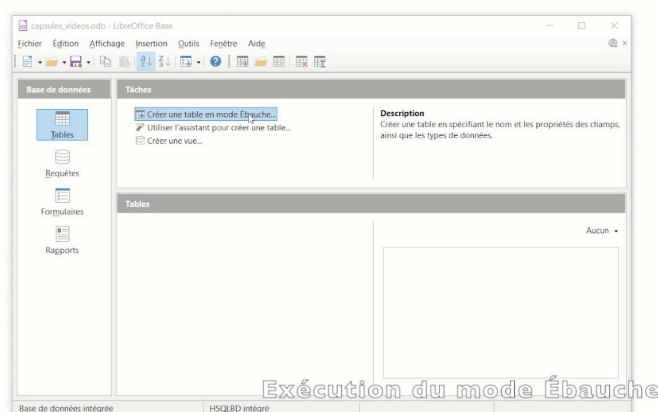 capsules_videos.odb - LibreOffice Base
Fichier Édition Affichage Insertion Outils Fenêtre Aide
Base de données
Tâches
Tables
Requêtes
Formulaires
Rapports
Créer une table en mode Ébauche...
Utiliser l'assistant pour créer une table...
Créer une vue...
Description
Créer une table en spécifiant le nom et les propriétés des champs,
ainsi que les types de données.
Tables
Aucun
Exécution du mode Ébauche
Base de données intégrée
HSQLBD intégré